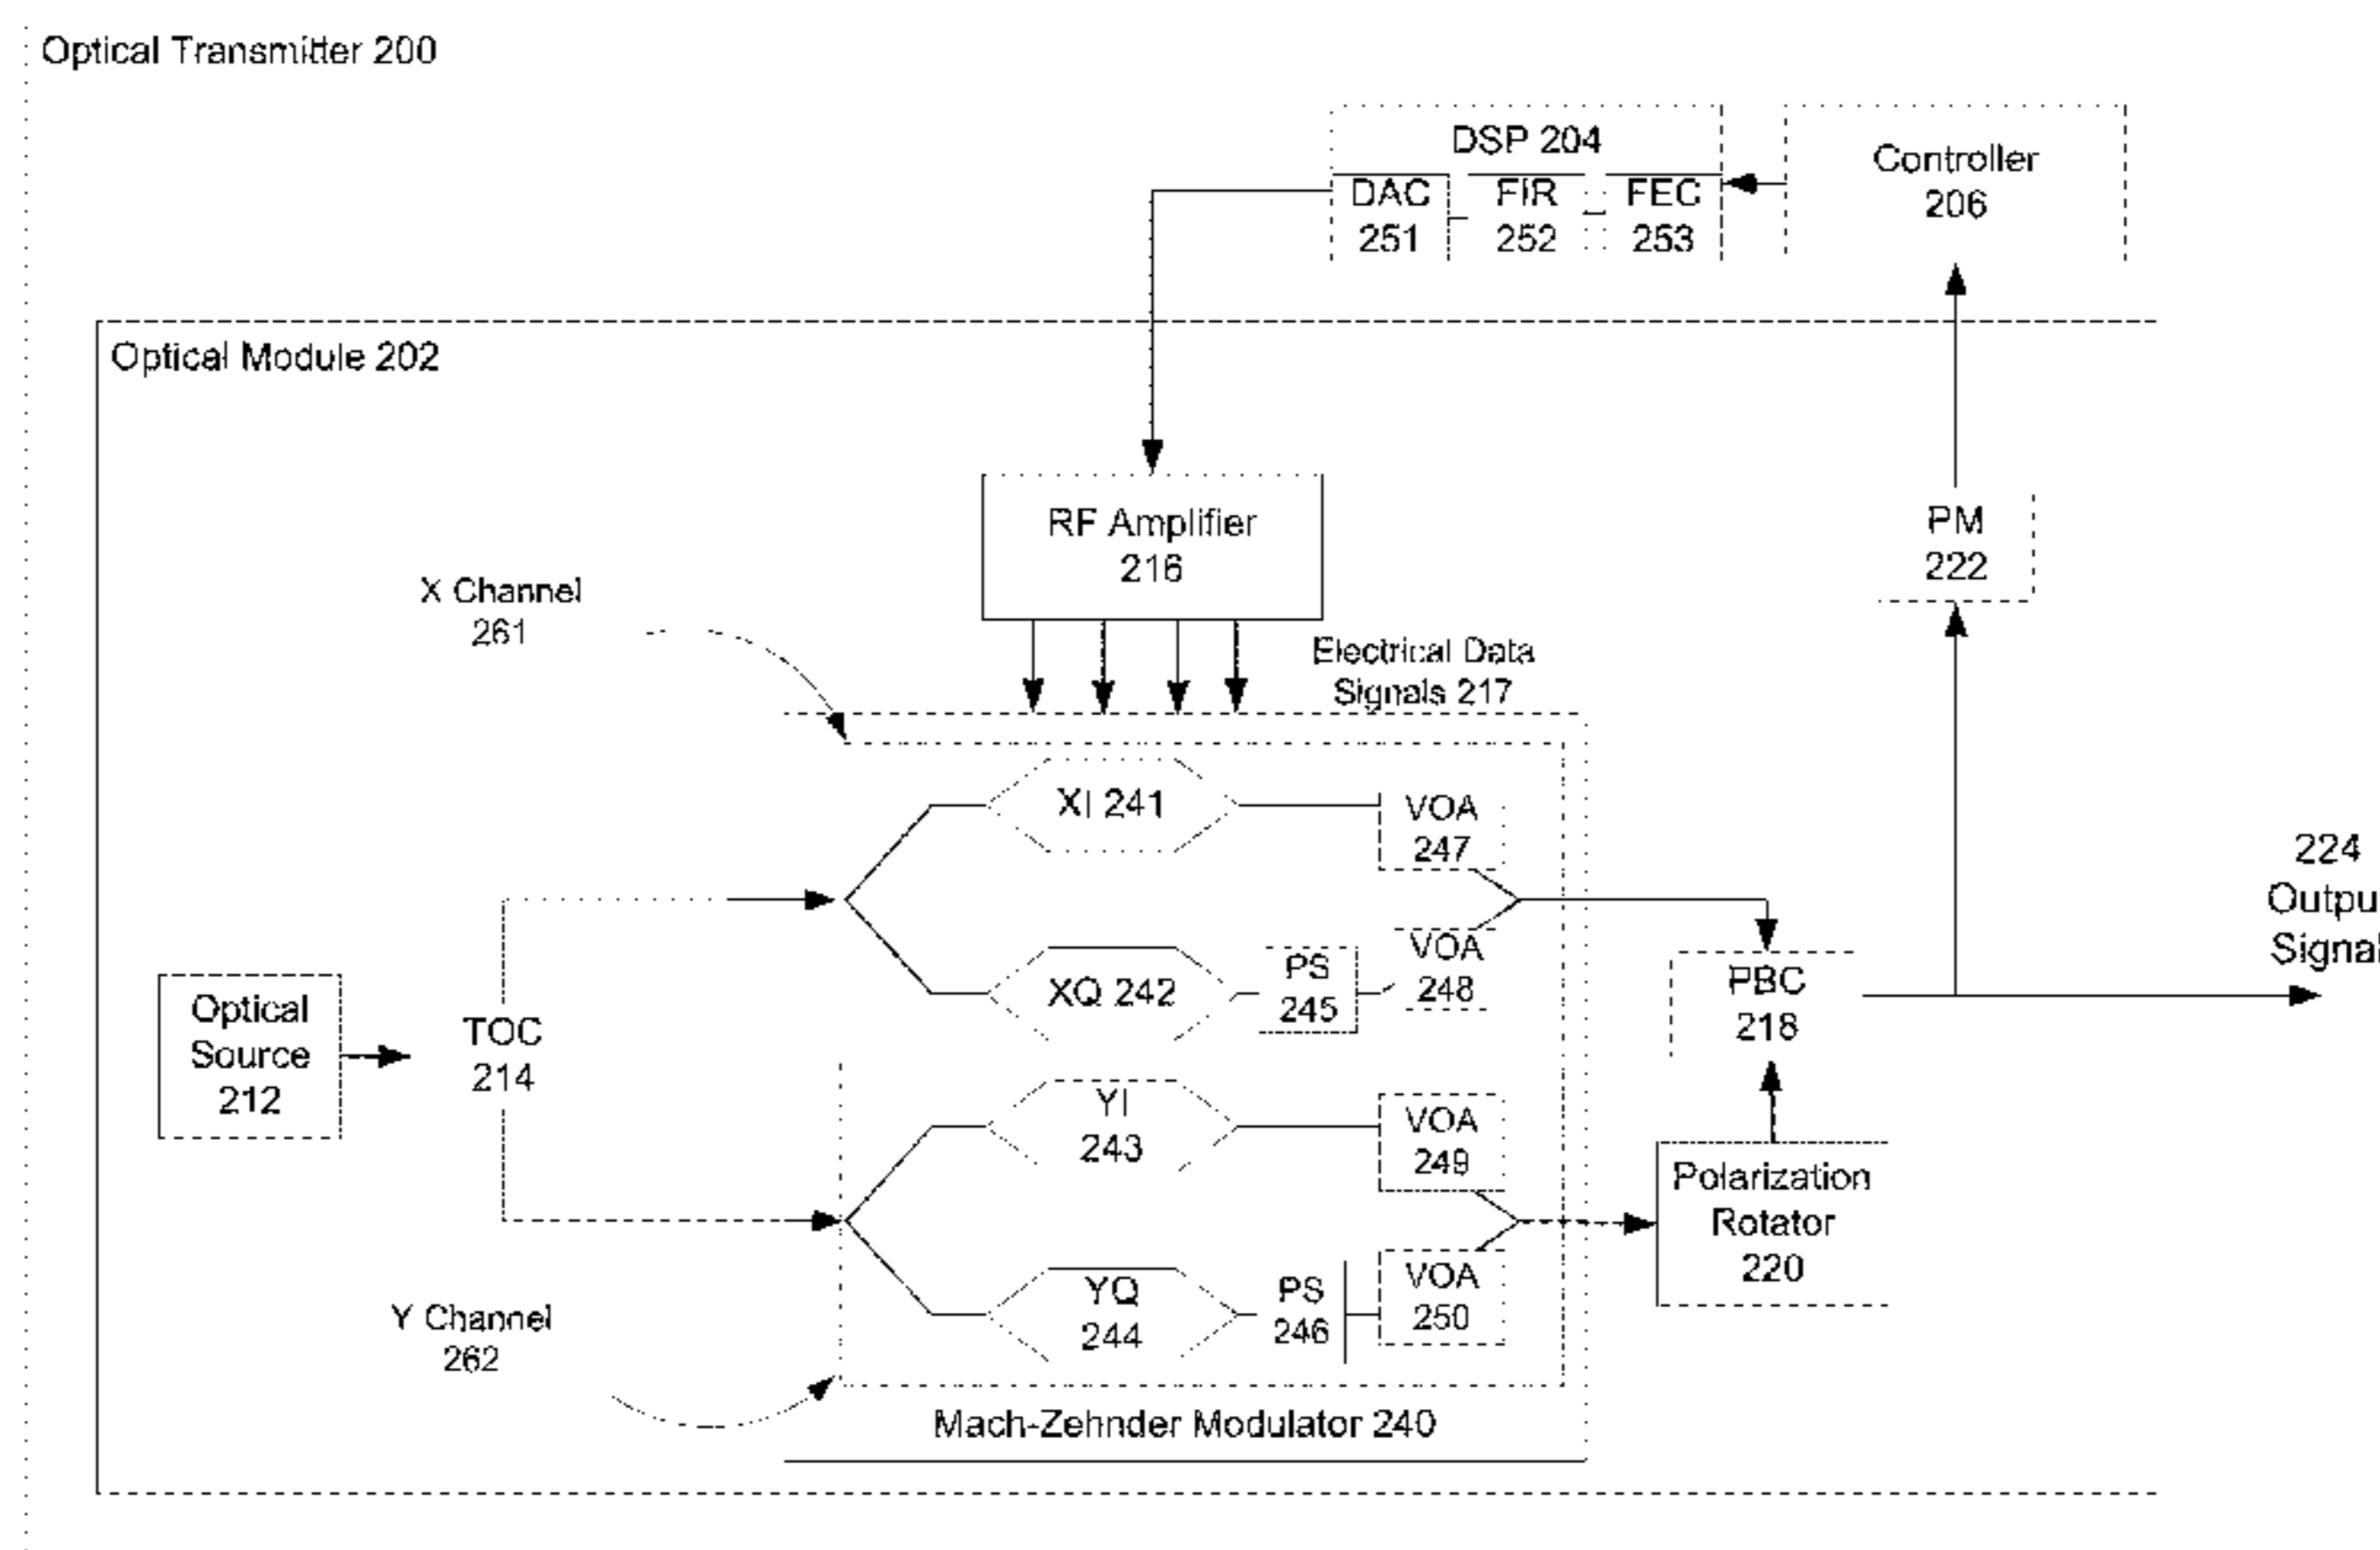 Optical Transmitter 200
DSP 204
DAC
251
FIR
252
FEC
253
Controller
206
Optical Module 202
RF Amplifier
216
PM
222
X Channel
261
Electrical Data
Signals 217
XI 241
VOA
247
XQ 242
PS
245
VOA
248
224
Outpu
Signal
PBC
218
Optical
Source
212
TOC
214
YI
243
VOA
249
Polarization
Rotator
220
YQ
244
PS
246
VOA
250
Y Channel
262
Mach-Zehnder Modulator 240